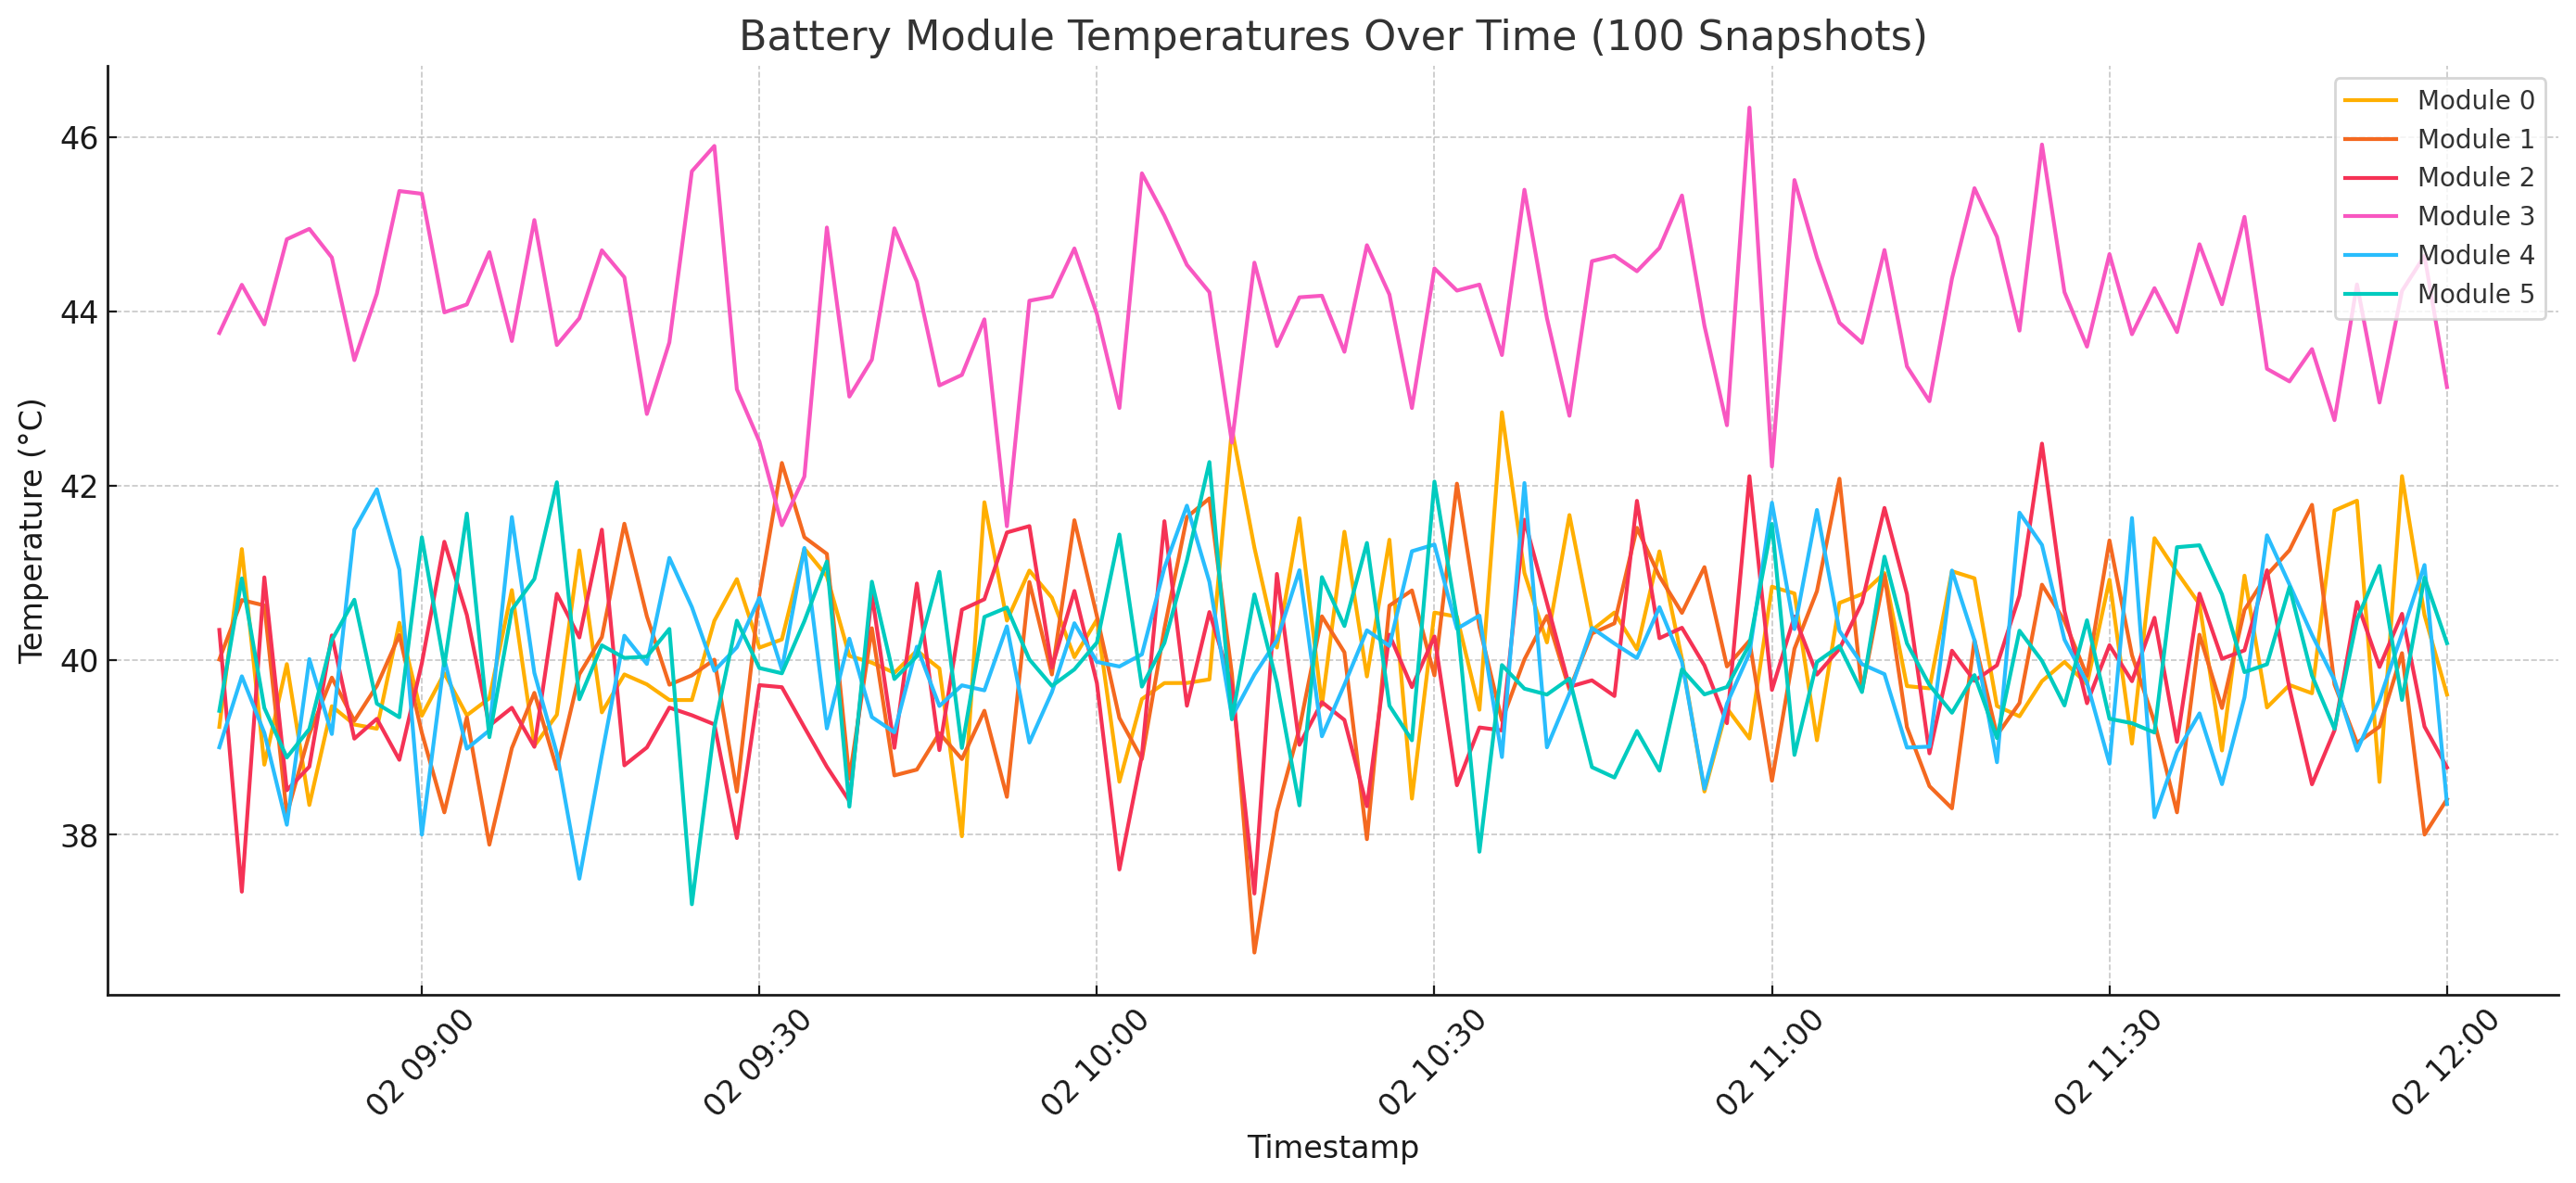 Battery Module Temperatures Over Time (100 Snapshots)
Module 0
Module 1
Module 2
Module 3
Module 4
Module 5
46
44
42
40
38
Temperature (°C)
02 09:00
02 09:30
02 10:00
02 10:30
02 11:00
02 11:30
02 12:00
Timestamp